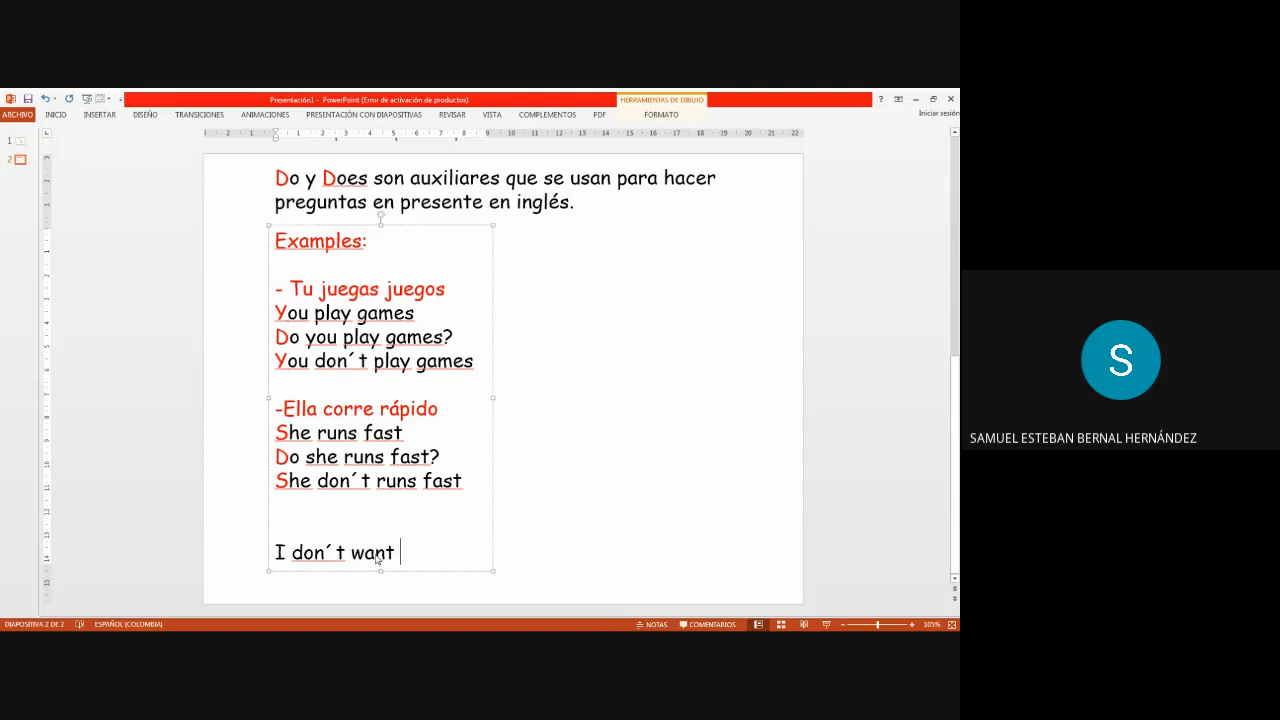 Presentación1 - PowerPoint (Error de activación de productos)
HERRAMIENTAS DE DIBUJO
ARCHIVO INICIO INSERTAR DISEÑO TRANSICIONES ANIMACIONES PRESENTACIÓN CON DIAPOSITIVAS REVISAR VISTA COMPLEMENTOS PDF FORMATO Iniciar sesión
Do y Does son auxiliares que se usan para hacer
preguntas en presente en inglés.
Examples:
- Tu juegas juegos
You play games
Do you play games?
You don´t play games
-Ella corre rápido
She runs fast
Do she runs fast?
She don´t runs fast
I don´t want
S
SAMUEL ESTEBAN BERNAL HERNÁNDEZ
DIAPOSITIVA 2 DE 2 ESPAÑOL (COLOMBIA) NOTAS COMENTARIOS 105%